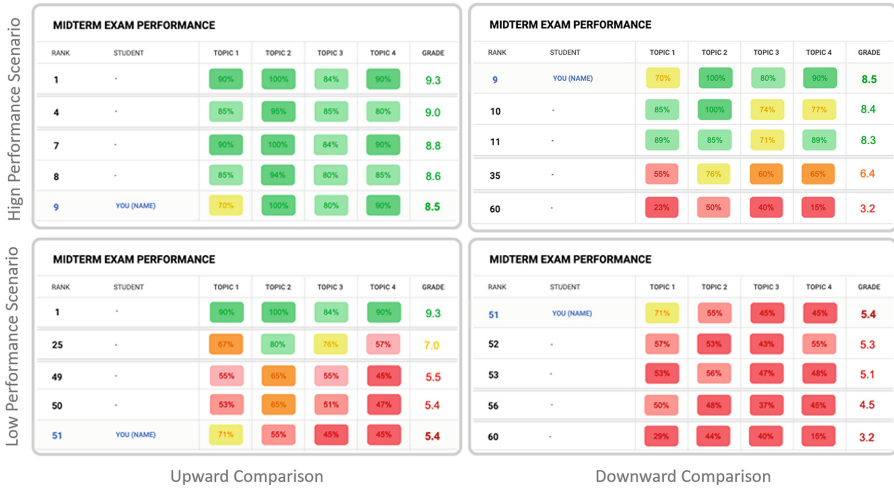 High Performance Scenario
MIDTERM EXAM PERFORMANCE
RANK STUDENT TOPIC 1 TOPIC 2 TOPIC 3 TOPIC 4 GRADE
1 - 90% 100% 84% 90% 9.3
4 - 85% 95% 85% 80% 9.0
7 - 90% 100% 84% 90% 8.8
8 - 85% 94% 80% 85% 8.6
9 YOU (NAME) 70% 100% 80% 90% 8.5
MIDTERM EXAM PERFORMANCE
RANK STUDENT TOPIC 1 TOPIC 2 TOPIC 3 TOPIC 4 GRADE
9 YOU (NAME) 70% 100% 80% 90% 8.5
10 - 85% 100% 74% 77% 8.4
11 - 89% 85% 71% 89% 8.3
35 - 55% 76% 60% 65% 6.4
60 - 23% 50% 40% 15% 3.2
Low Performance Scenario
MIDTERM EXAM PERFORMANCE
RANK STUDENT TOPIC 1 TOPIC 2 TOPIC 3 TOPIC 4 GRADE
1 - 90% 100% 84% 90% 9.3
25 - 67% 80% 76% 57% 7.0
49 - 55% 65% 55% 45% 5.5
50 - 53% 65% 51% 47% 5.4
51 YOU (NAME) 71% 55% 45% 45% 5.4
MIDTERM EXAM PERFORMANCE
RANK STUDENT TOPIC 1 TOPIC 2 TOPIC 3 TOPIC 4 GRADE
51 YOU (NAME) 71% 55% 45% 45% 5.4
52 - 57% 53% 43% 55% 5.3
53 - 53% 56% 47% 48% 5.1
56 - 50% 48% 37% 45% 4.5
60 - 29% 44% 40% 15% 3.2
Upward Comparison
Downward Comparison